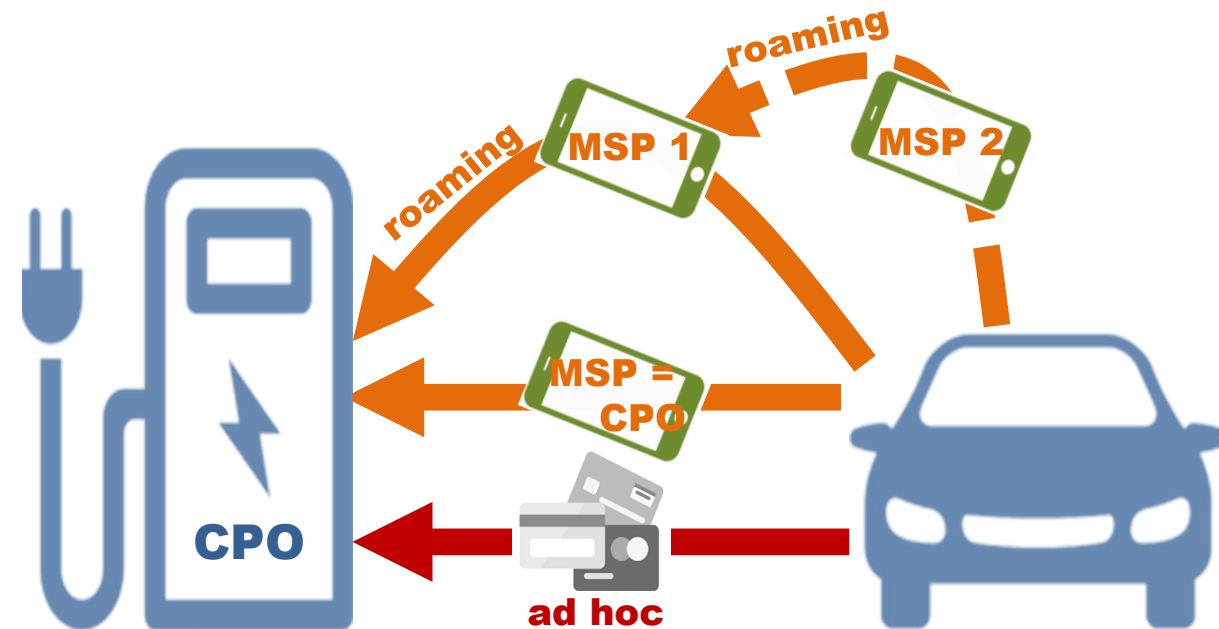 roaming
roaming
MSP 1
MSP 2
MSP =
CPO
CPO
ad hoc